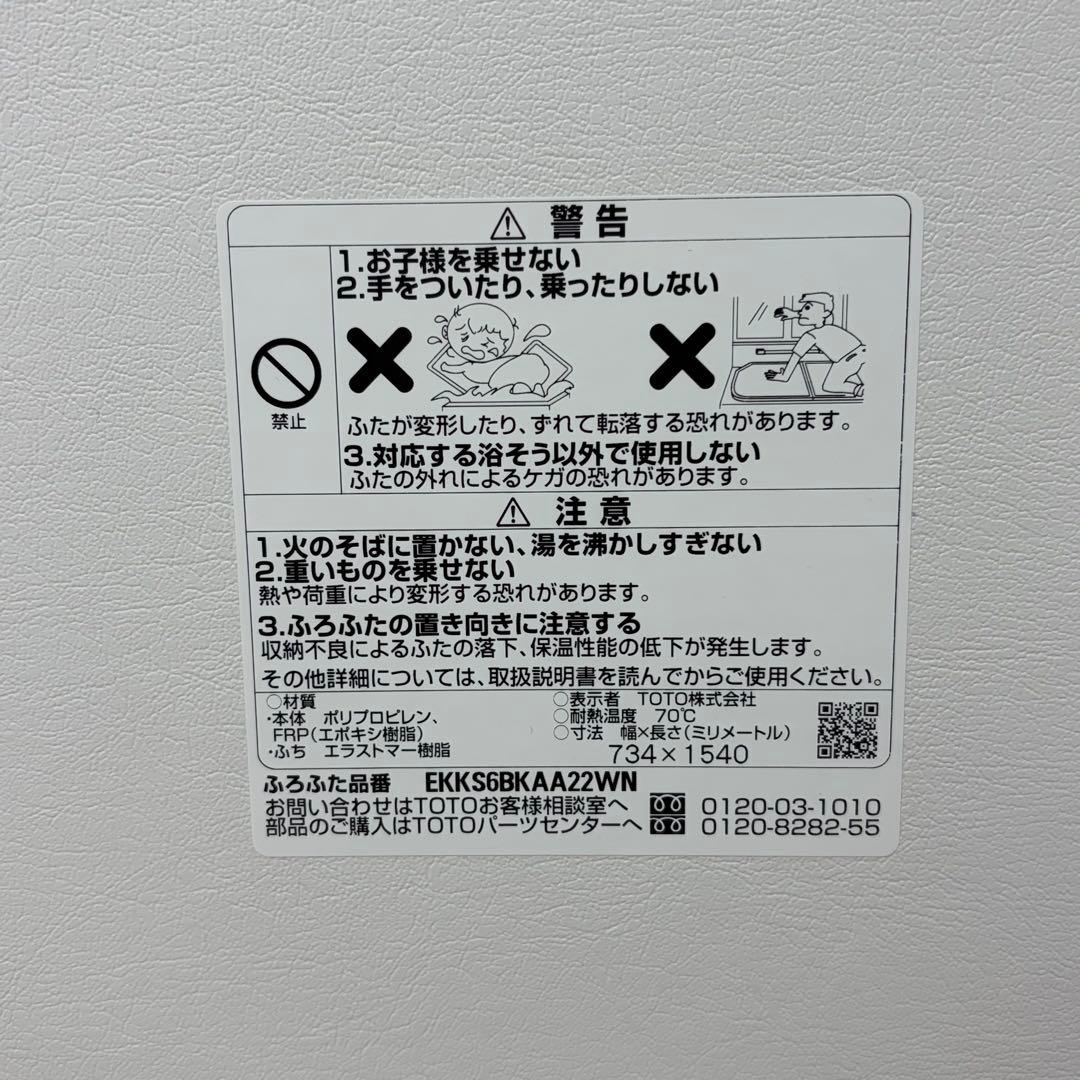 ⚠ 警告
禁止
1.お子様を乗せない
2.手をついたり、乗ったりしない
ふたが変形したり、ずれて転落する恐れがあります。
3.対応する浴そう以外で使用しない
ふたの外れによるケガの恐れがあります。
⚠ 注意
1.火のそばに置かない、湯を沸かしすぎない
2.重いものを乗せない
熱や荷重により変形する恐れがあります。
3.ふろふたの置き向きに注意する
収納不良によるふたの落下、保温性能の低下が発生します。
その他詳細については、取扱説明書を読んでからご使用ください。
○材質
・本体 ポリプロピレン、
FRP(エポキシ樹脂)
・ふち エラストマー樹脂
○表示者 TOTO株式会社
○耐熱温度 70℃
○寸法 幅×長さ(ミリメートル)
734×1540
ふろふた品番 EKKS6BKAA22WN
お問い合わせはTOTOお客様相談室へ 0120-03-1010
部品のご購入はTOTOパーツセンターへ 0120-8282-55